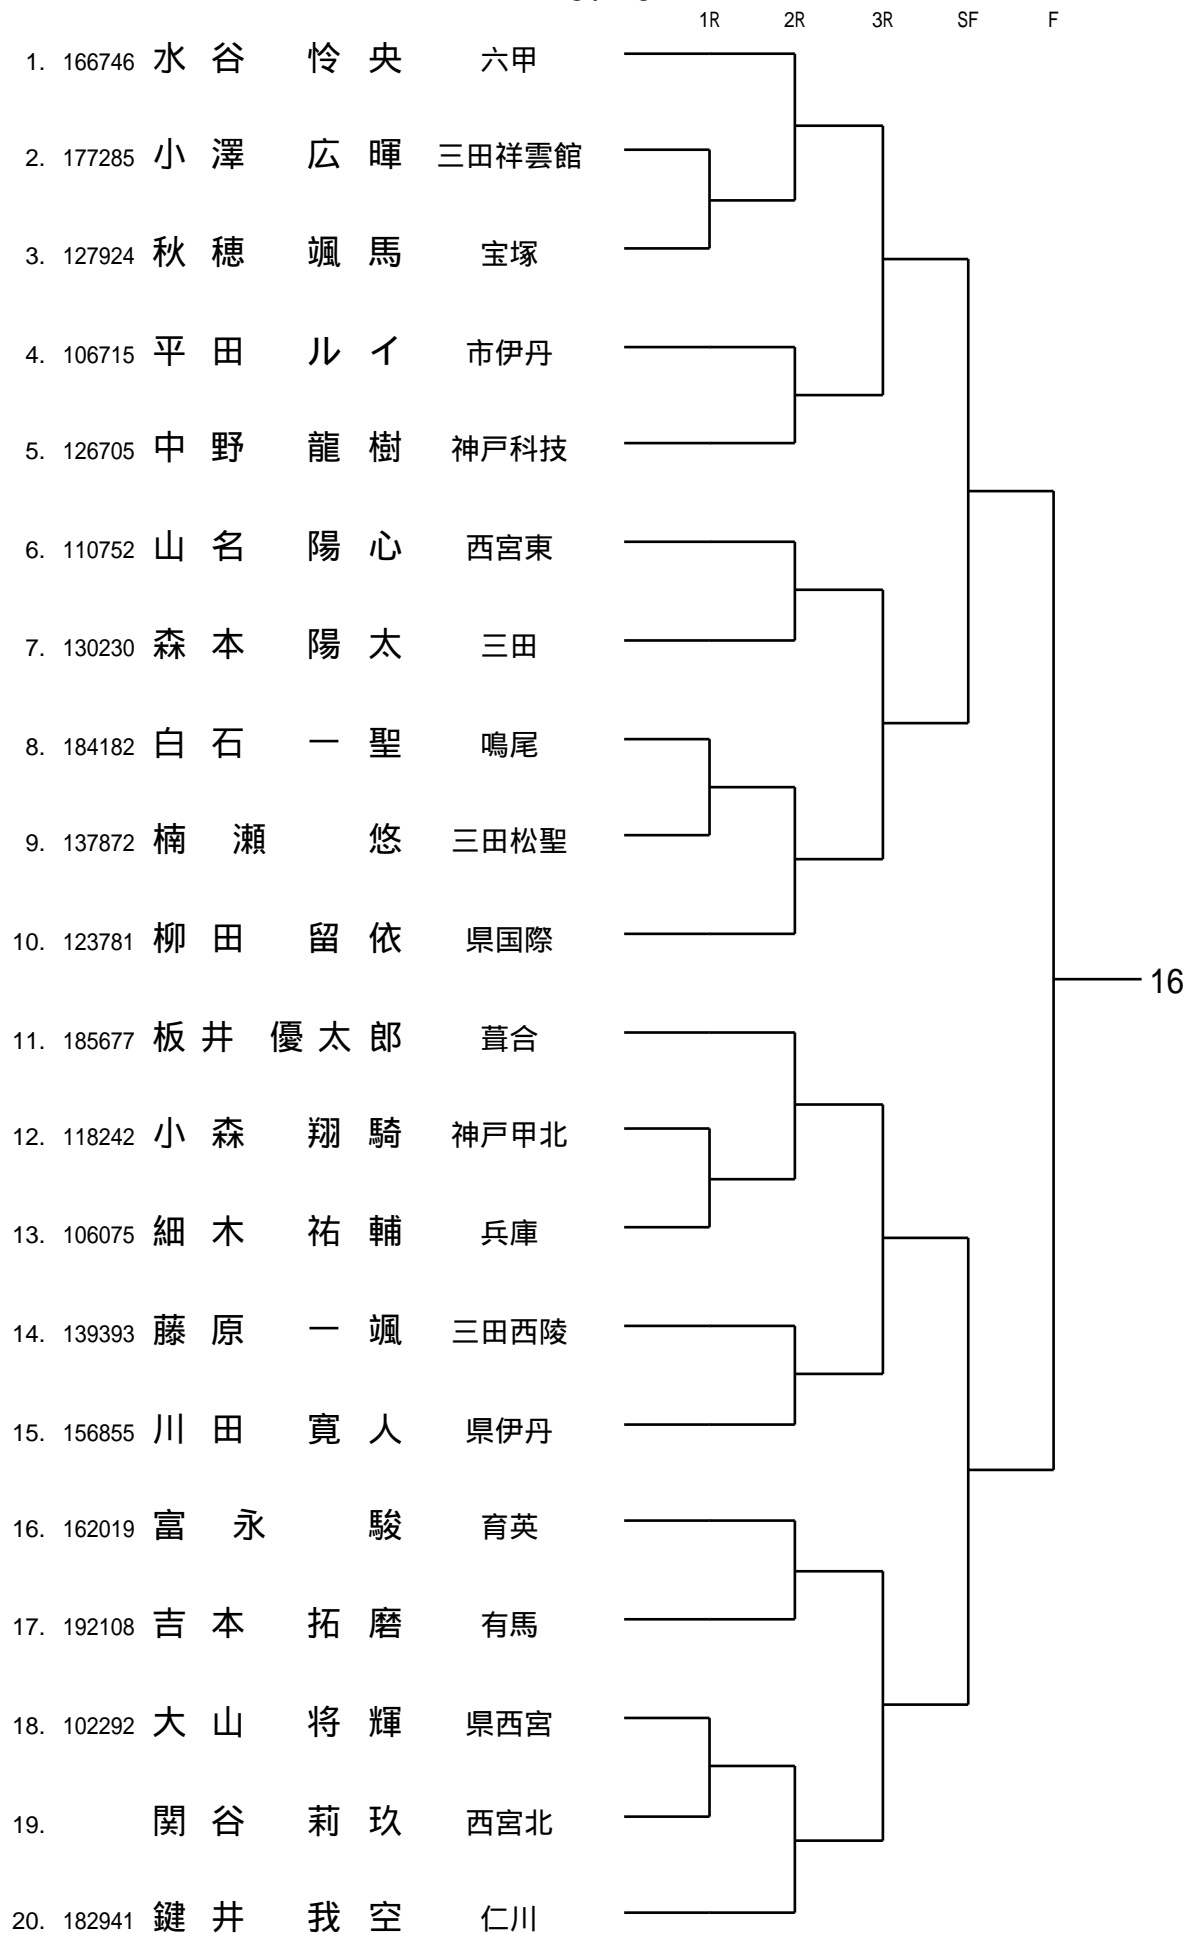 1R 2R 3R SF F
1. 166746 水谷 怜央 六甲
2. 177285 小澤 広暉 三田祥雲館
3. 127924 秋穂 颯馬 宝塚
4. 106715 平田 ルイ 市伊丹
5. 126705 中野 龍樹 神戸科技
6. 110752 山名 陽心 西宮東
7. 130230 森本 陽太 三田
8. 184182 白石 一聖 鳴尾
9. 137872 楠瀬 悠 三田松聖
10. 123781 柳田 留依 県国際
16
11. 185677 板井 優太郎 葺合
12. 118242 小森 翔騎 神戸甲北
13. 106075 細木 祐輔 兵庫
14. 139393 藤原 一颯 三田西陵
15. 156855 川田 寛人 県伊丹
16. 162019 富永 駿 育英
17. 192108 吉本 拓磨 有馬
18. 102292 大山 将輝 県西宮
19. 関谷 莉玖 西宮北
20. 182941 鍵井 我空 仁川